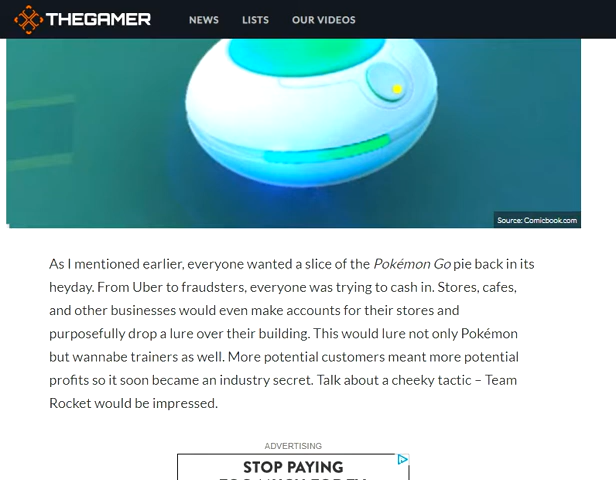 THEGAMER NEWS LISTS OUR VIDEOS
Source: Comicbook.com
As I mentioned earlier, everyone wanted a slice of the Pokémon Go pie back in its
heyday. From Uber to fraudsters, everyone was trying to cash in. Stores, cafes,
and other businesses would even make accounts for their stores and
purposefully drop a lure over their building. This would lure not only Pokémon
but wannabe trainers as well. More potential customers meant more potential
profits so it soon became an industry secret. Talk about a cheeky tactic – Team
Rocket would be impressed.
ADVERTISING
STOP PAYING